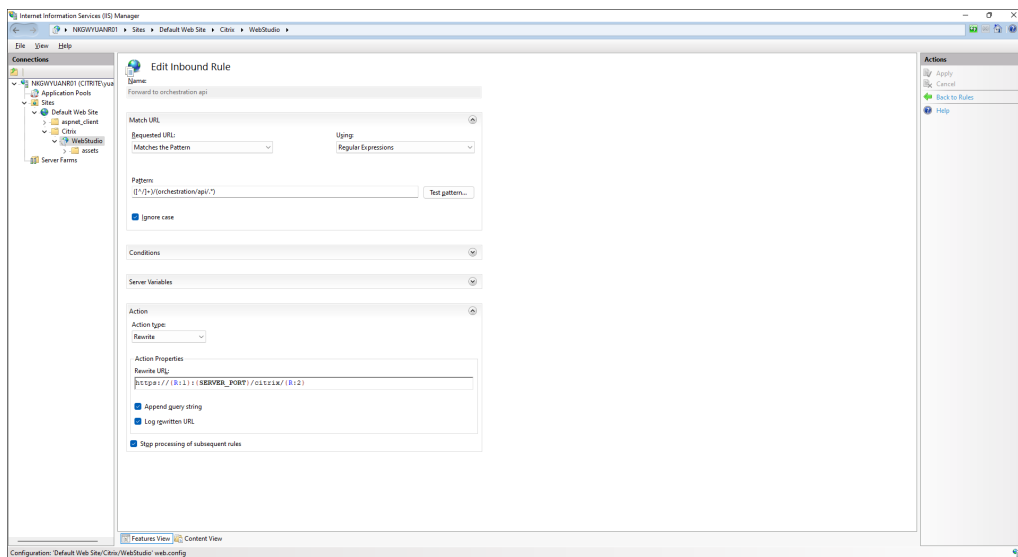 Internet Information Services (IIS) Manager
NKGWYUANR01 Sites Default Web Site Citrix WebStudio
File View Help
Connections
NKGWYUANR01 (CITRITE\yua
Application Pools
Sites
Default Web Site
aspnet_client
Citrix
WebStudio
assets
Server Farms
Edit Inbound Rule
Name:
Forward to orchestration api
Match URL
Requested URL: Using:
Matches the Pattern Regular Expressions
Pattern:
([^/]+)/(orchestration/api/.*) Test pattern...
Ignore case
Conditions
Server Variables
Action
Action type:
Rewrite
Action Properties
Rewrite URL:
https://{R:1}:{SERVER_PORT}/citrix/{R:2}
Append query string
Log rewritten URL
Stop processing of subsequent rules
Features View Content View
Configuration: 'Default Web Site/Citrix/WebStudio' web.config
Actions
Apply
Cancel
Back to Rules
Help